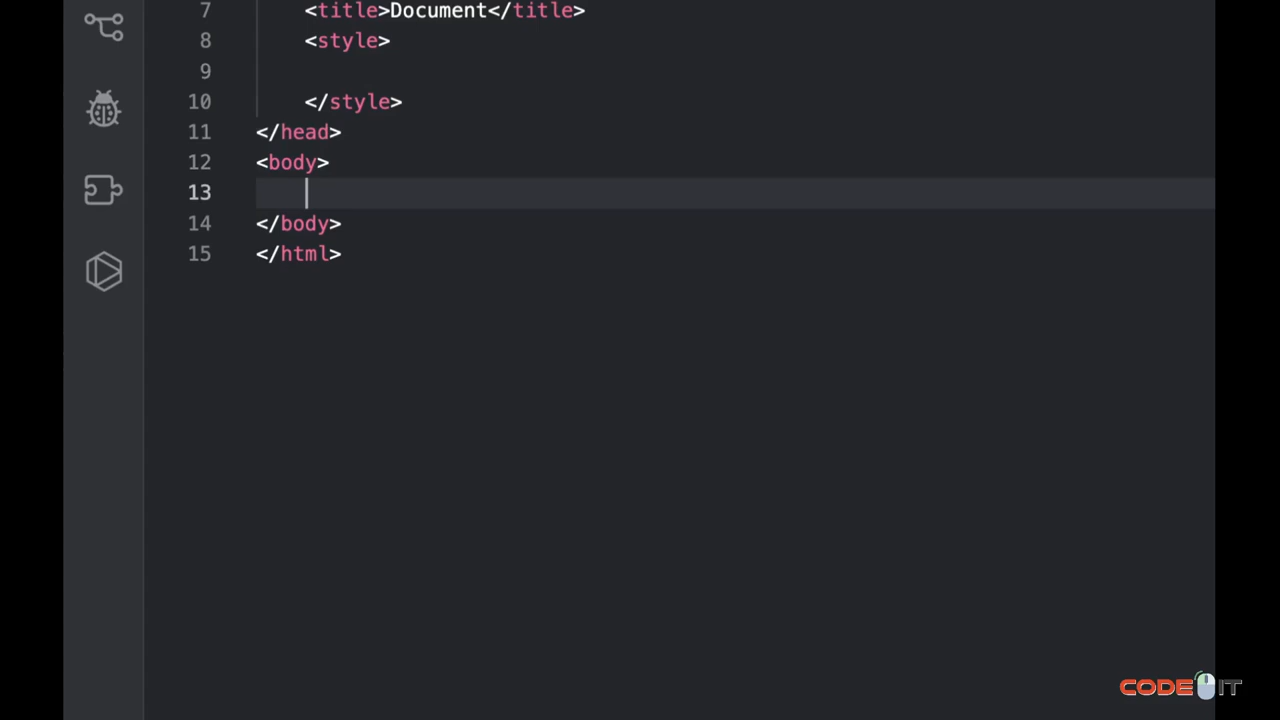 7 <title>Document</title>
8 <style>
9
10 </style>
11 </head>
12 <body>
13
14 </body>
15 </html>
CODE IT